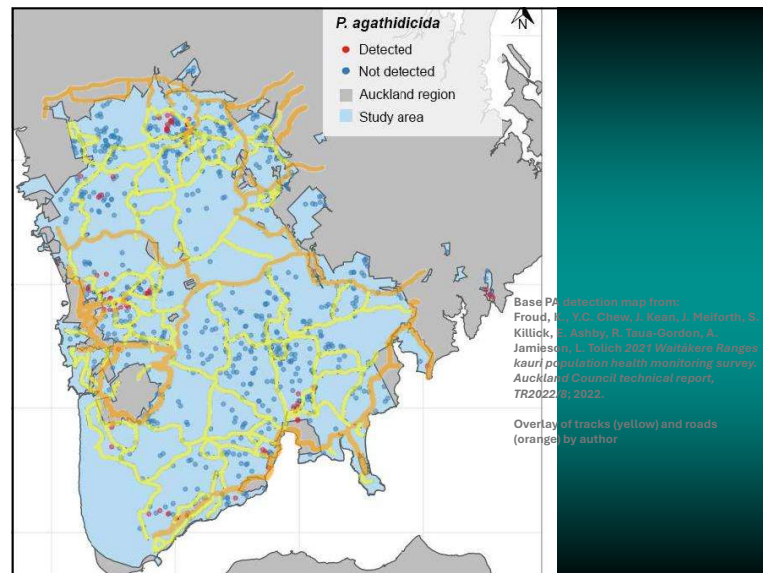 N
P. agathidicida
Detected
Not detected
Auckland region
Study area
Base PA detection map from:
Froud, K., Y.C. Chew, J. Kean, J. Meiforth, S.
Killick, E. Ashby, R. Taua-Gordon, A.
Jamieson, L. Tolich 2021 Waitākere Ranges
kauri population health monitoring survey.
Auckland Council technical report,
TR2022/8; 2022.
Overlay of tracks (yellow) and roads
(orange) by author